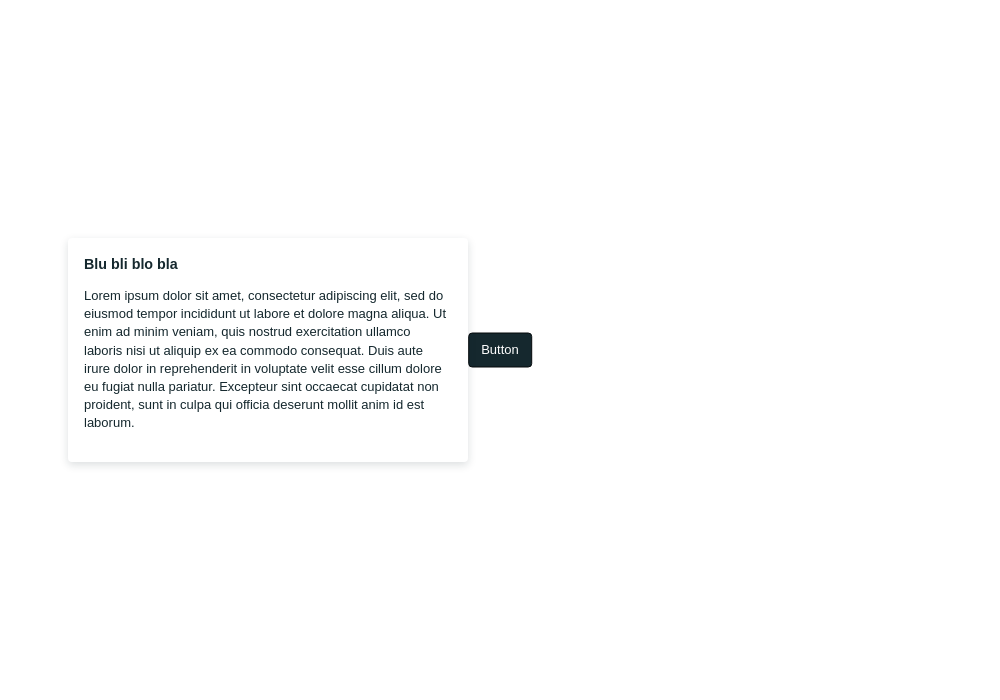 Blu bli blo bla
Lorem ipsum dolor sit amet, consectetur adipiscing elit, sed do
eiusmod tempor incididunt ut labore et dolore magna aliqua. Ut
enim ad minim veniam, quis nostrud exercitation ullamco
laboris nisi ut aliquip ex ea commodo consequat. Duis aute
irure dolor in reprehenderit in voluptate velit esse cillum dolore
eu fugiat nulla pariatur. Excepteur sint occaecat cupidatat non
proident, sunt in culpa qui officia deserunt mollit anim id est
laborum.
Button